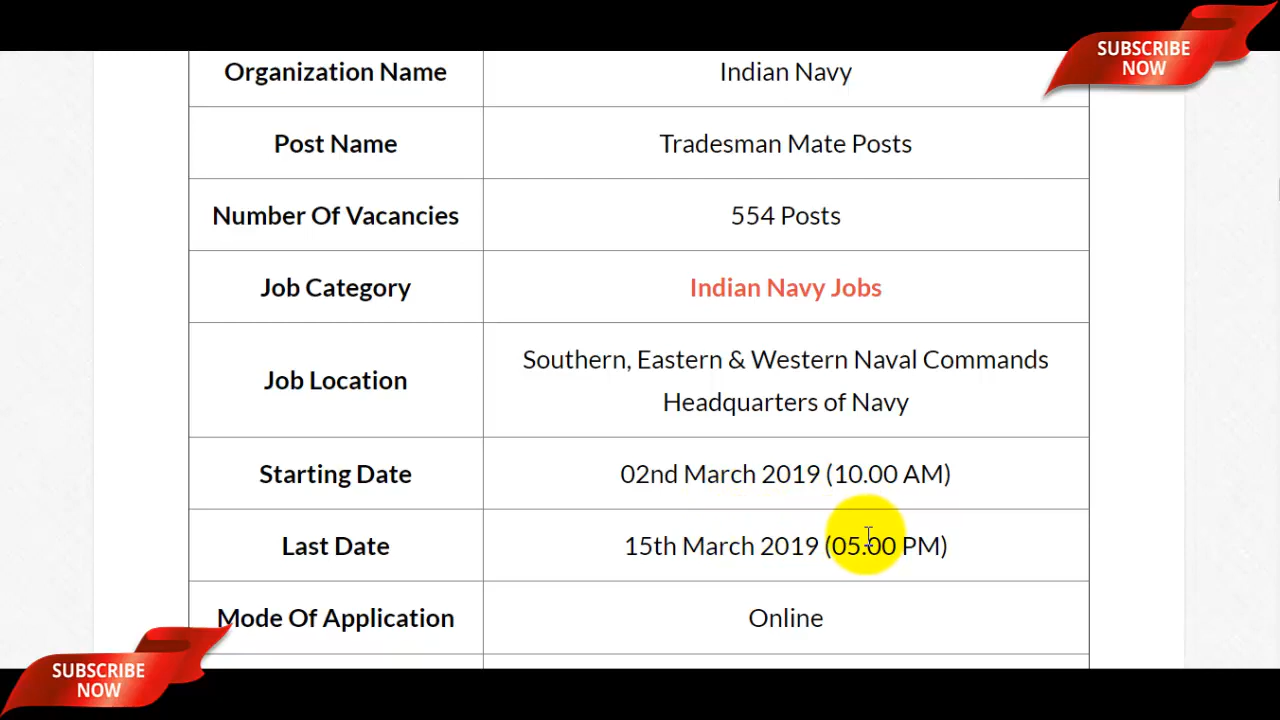 SUBSCRIBE
NOW
Organization Name Indian Navy
Post Name Tradesman Mate Posts
Number Of Vacancies 554 Posts
Job Category Indian Navy Jobs
Job Location Southern, Eastern & Western Naval Commands
Headquarters of Navy
Starting Date 02nd March 2019 (10.00 AM)
Last Date 15th March 2019 (05.00 PM)
Mode Of Application Online
SUBSCRIBE
NOW